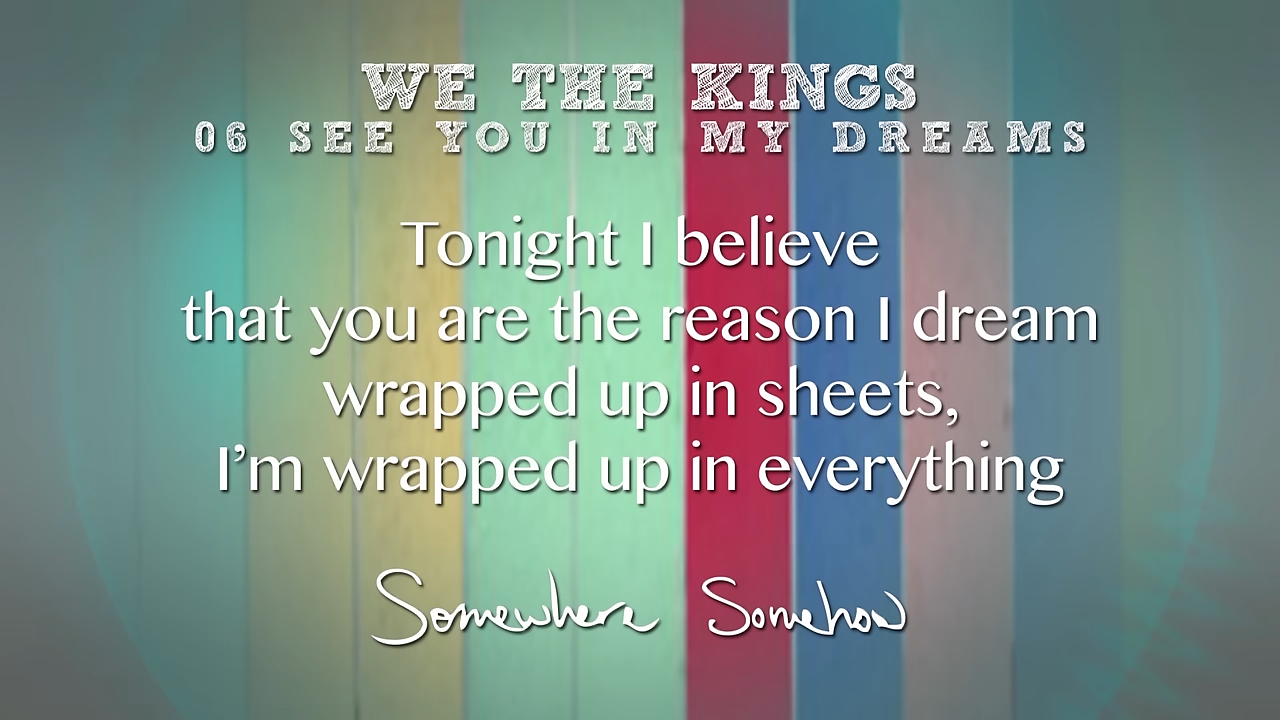 WE THE KINGS
06 SEE YOU IN MY DREAMS
Tonight I believe
that you are the reason I dream
wrapped up in sheets,
I’m wrapped up in everything
Somewhere Somehow